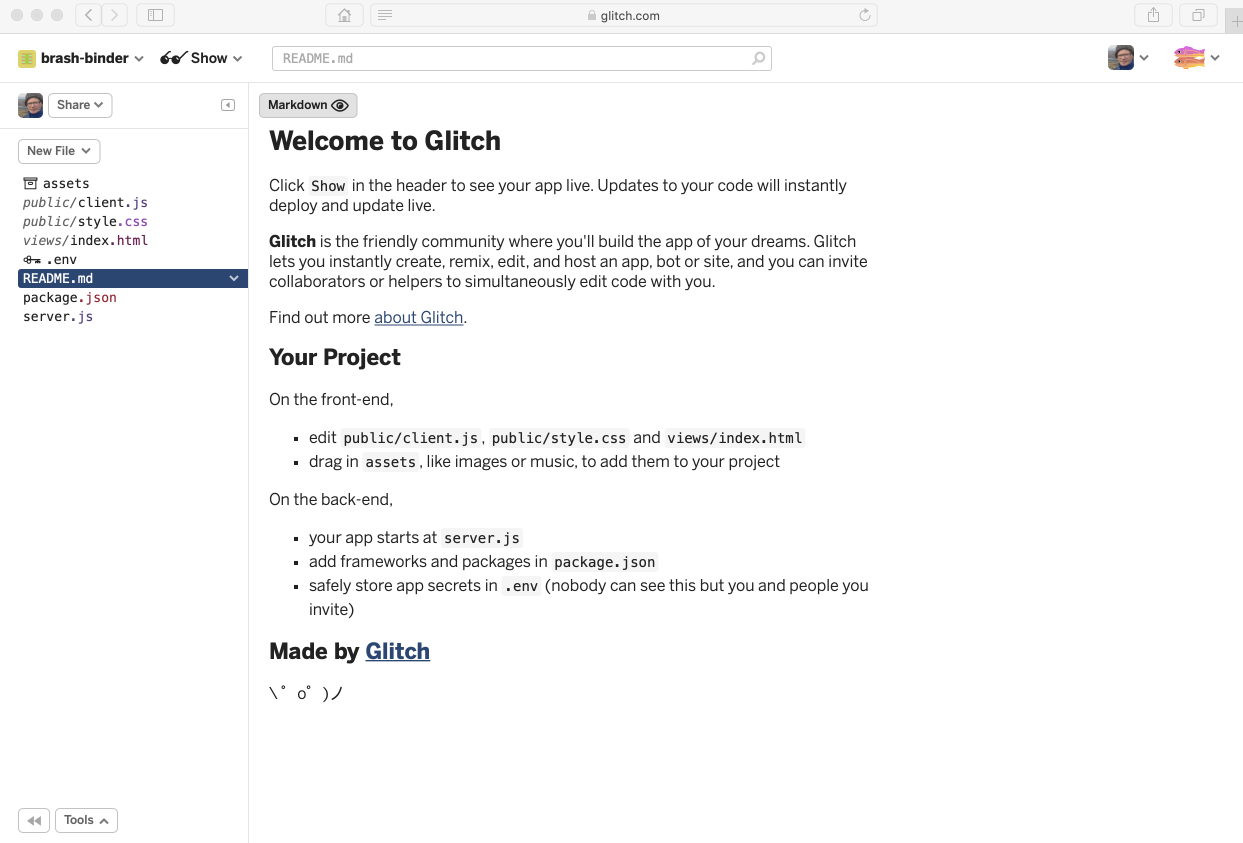 glitch.com
brash-binder Show README.md
Share
Markdown
New File
assets
public/client.js
public/style.css
views/index.html
.env
README.md
package.json
server.js
Welcome to Glitch
Click Show in the header to see your app live. Updates to your code will instantly
deploy and update live.
Glitch is the friendly community where you'll build the app of your dreams. Glitch
lets you instantly create, remix, edit, and host an app, bot or site, and you can invite
collaborators or helpers to simultaneously edit code with you.
Find out more about Glitch.
Your Project
On the front-end,
▪ edit public/client.js, public/style.css and views/index.html
▪ drag in assets, like images or music, to add them to your project
On the back-end,
▪ your app starts at server.js
▪ add frameworks and packages in package.json
▪ safely store app secrets in .env (nobody can see this but you and people you
invite)
Made by Glitch
\ ゜o゜)ノ
Tools